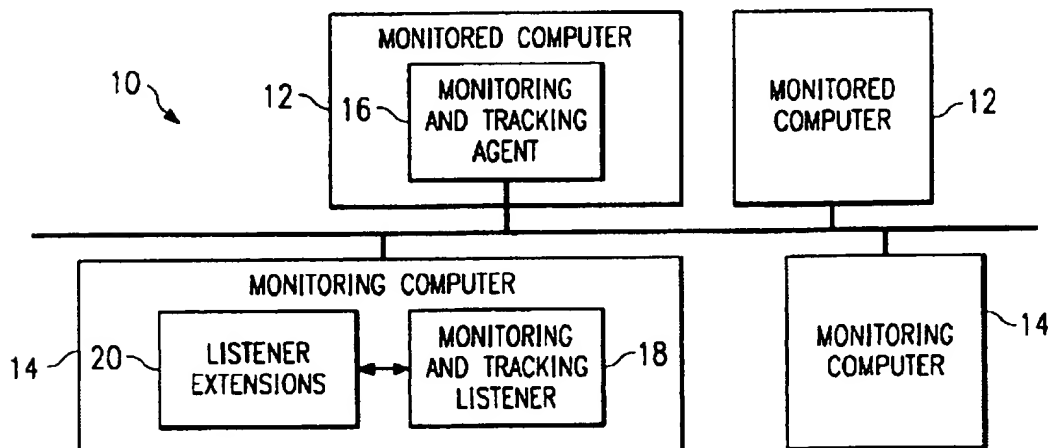 10
MONITORED COMPUTER
12
16
MONITORING
AND TRACKING
AGENT
MONITORED
COMPUTER
12
MONITORING COMPUTER
14
20
LISTENER
EXTENSIONS
MONITORING
AND TRACKING
LISTENER
18
MONITORING
COMPUTER
14